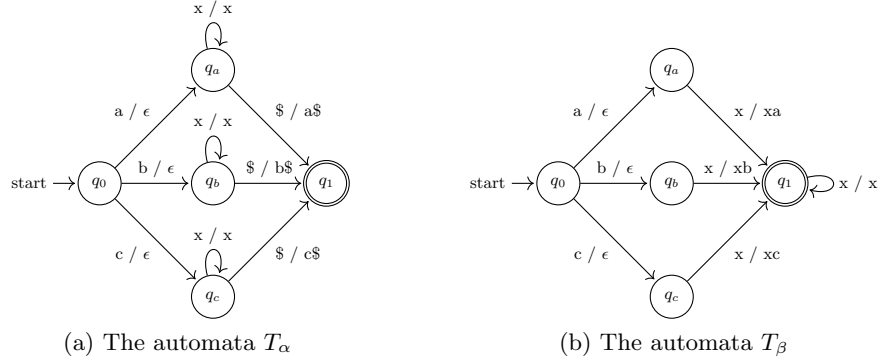 x / x
q_a
q_a
a / ϵ
$ / a$
a / ϵ
x / xa
x / x
start
q_0
b / ϵ
q_b
$ / b$
q_1
start
q_0
b / ϵ
q_b
x / xb
q_1
x / x
x / x
c / ϵ
$ / c$
c / ϵ
x / xc
q_c
q_c
(a) The automata T_α
(b) The automata T_β